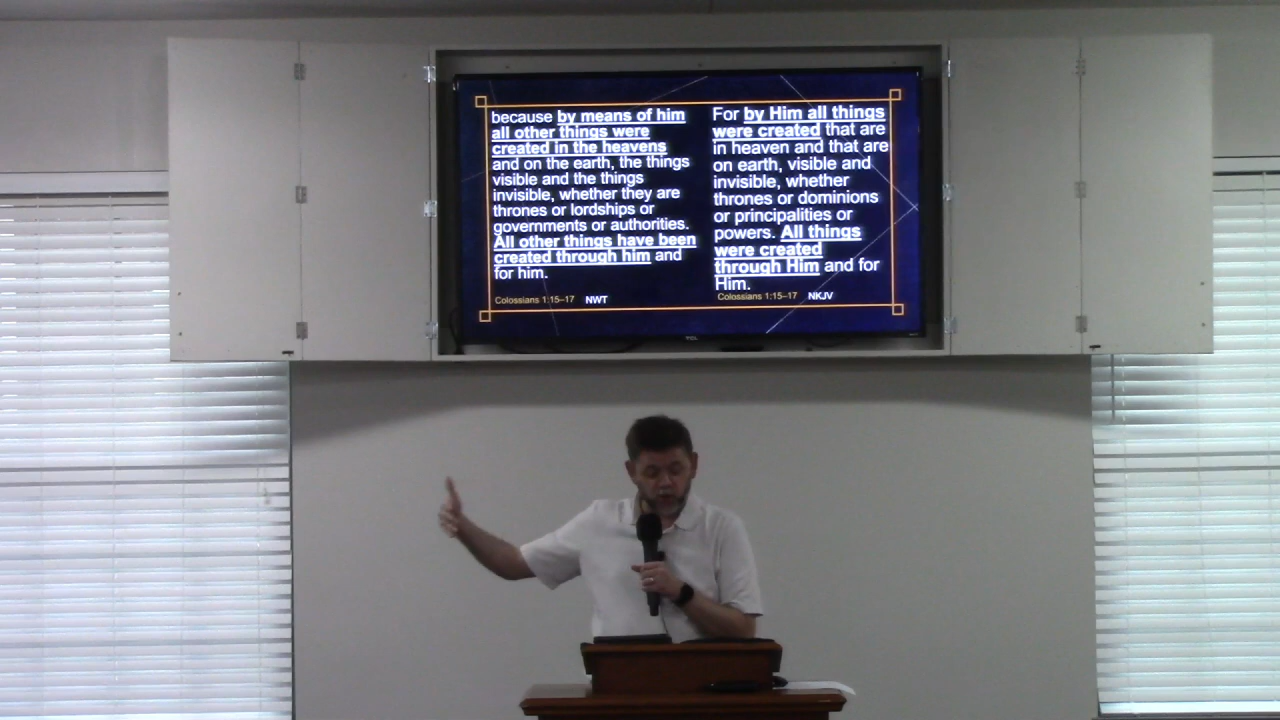 because by means of him
all other things were
created in the heavens
and on the earth, the things
visible and the things
invisible, whether they are
thrones or lordships or
governments or authorities.
All other things have been
created through him and
for him.
Colossians 1:15–17 NWT
For by Him all things
were created that are
in heaven and that are
on earth, visible and
invisible, whether
thrones or dominions
or principalities or
powers. All things
were created
through Him and for
Him.
Colossians 1:15–17 NKJV
TCL